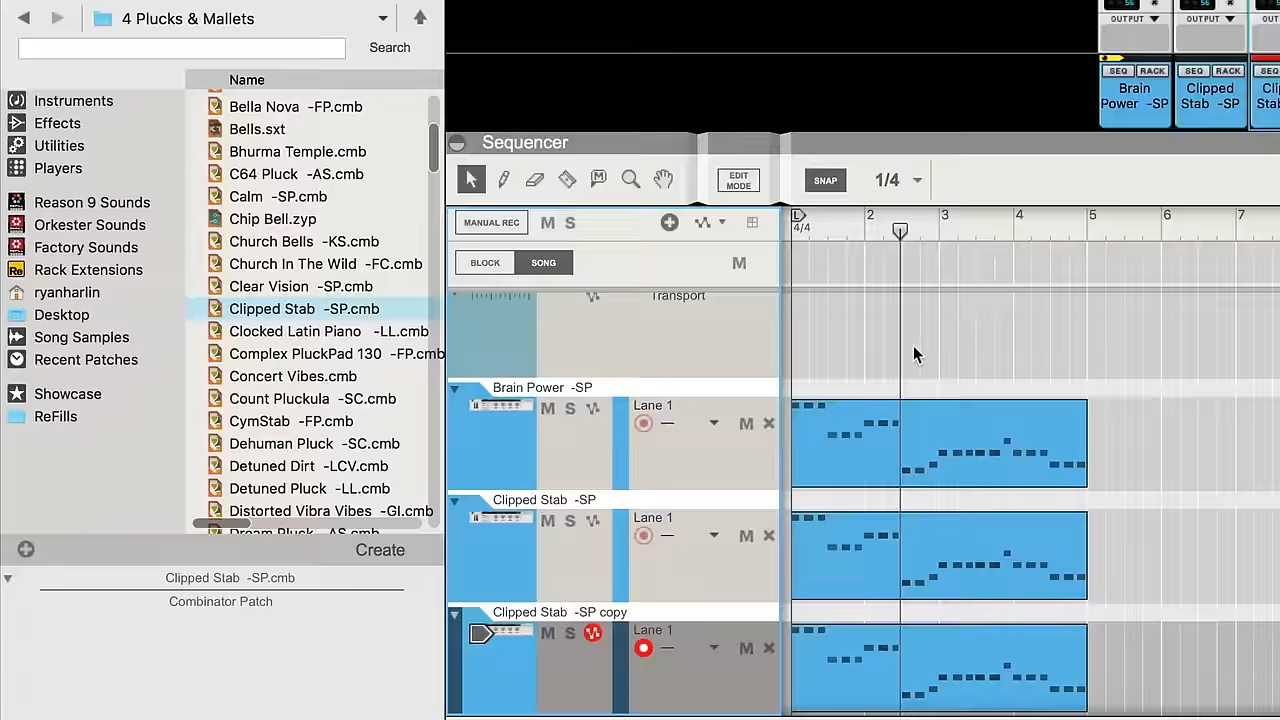 4 Plucks & Mallets
Search
Name
Instruments
Effects
Utilities
Players
Reason 9 Sounds
Orkester Sounds
Factory Sounds
Rack Extensions
ryanharlin
Desktop
Song Samples
Recent Patches
Showcase
ReFills
Bella Nova -FP.cmb
Bells.sxt
Bhurma Temple.cmb
C64 Pluck -AS.cmb
Calm -SP.cmb
Chip Bell.zyp
Church Bells -KS.cmb
Church In The Wild -FC.cmb
Clear Vision -SP.cmb
Clipped Stab -SP.cmb
Clocked Latin Piano -LL.cmb
Complex PluckPad 130 -FP.cmb
Concert Vibes.cmb
Count Pluckula -SC.cmb
CymStab -FP.cmb
Dehuman Pluck -SC.cmb
Detuned Dirt -LCV.cmb
Detuned Pluck -LL.cmb
Distorted Vibra Vibes -GI.cmb
Dream Pluck -AS.cmb
Create
Clipped Stab -SP.cmb
Combinator Patch
56 56
OUTPUT OUTPUT OUT
SEQ RACK SEQ RACK SEQ
Brain Power -SP
Clipped Stab -SP
Sequencer
EDIT MODE
SNAP 1/4
MANUAL REC M S
BLOCK SONG M
L 2 3 4 5 6 7
4/4
Transport
Brain Power -SP
M S Lane 1 M
Clipped Stab -SP
M S Lane 1 M
Clipped Stab -SP copy
M S Lane 1 M